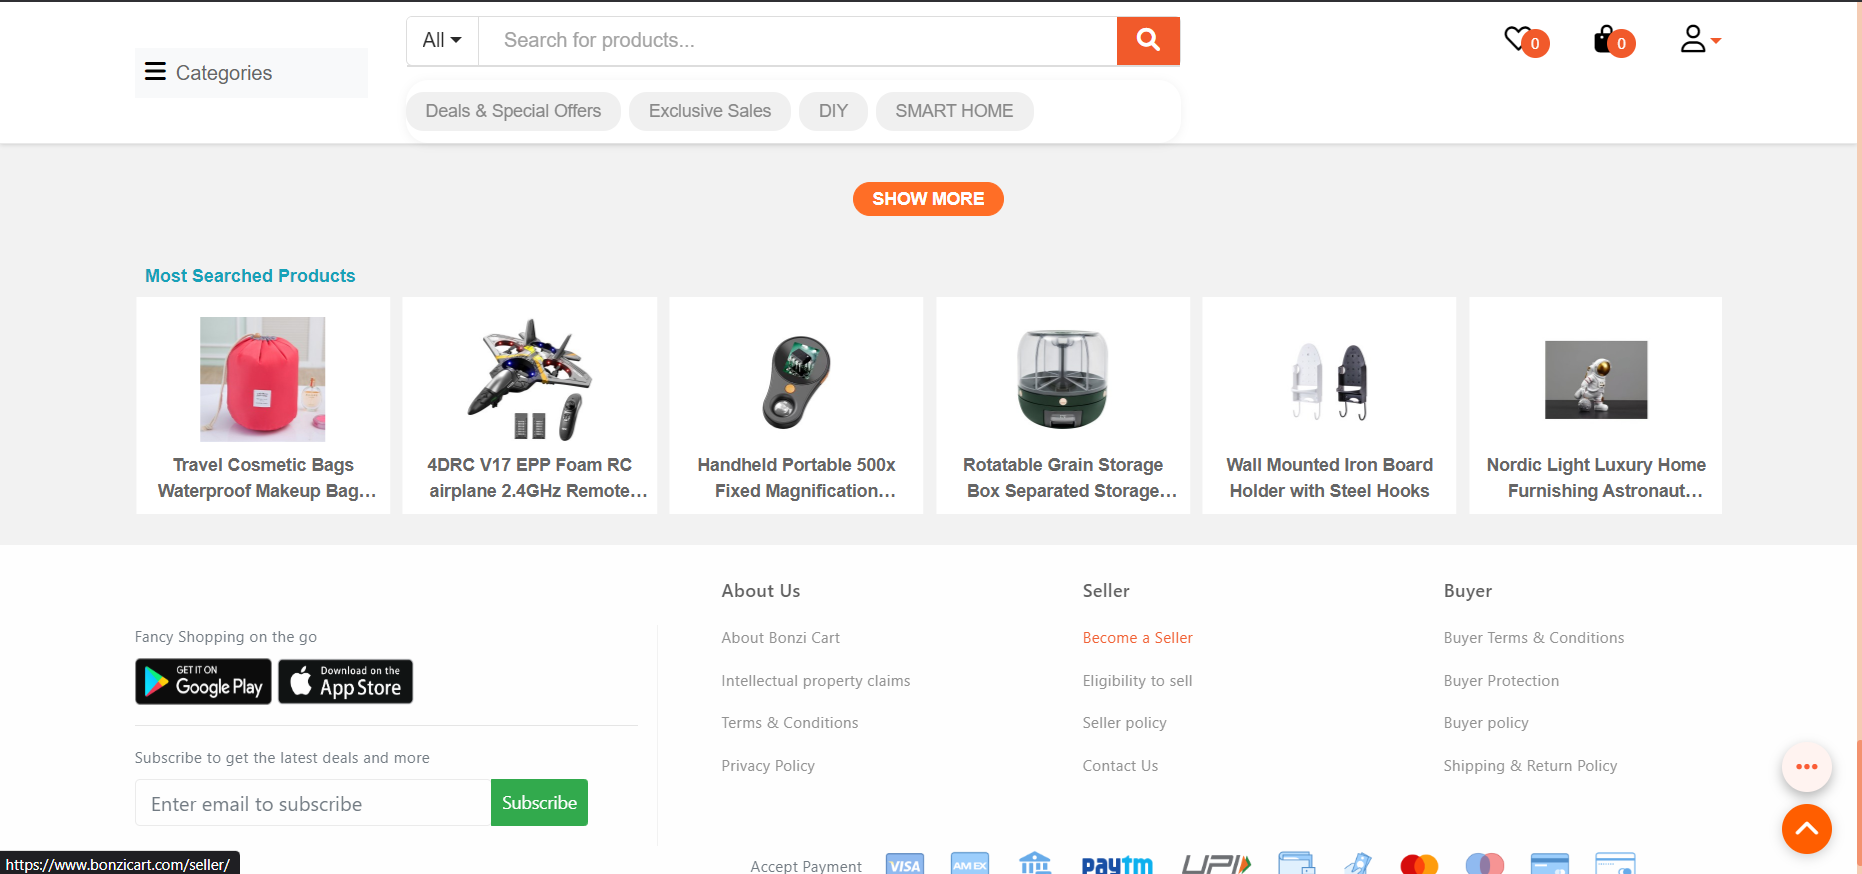 All
Search for products...
0
0
Categories
Deals & Special Offers
Exclusive Sales
DIY
SMART HOME
SHOW MORE
Most Searched Products
Travel Cosmetic Bags
Waterproof Makeup Bag...
4DRC V17 EPP Foam RC
airplane 2.4GHz Remote...
Handheld Portable 500x
Fixed Magnification...
Rotatable Grain Storage
Box Separated Storage...
Wall Mounted Iron Board
Holder with Steel Hooks
Nordic Light Luxury Home
Furnishing Astronaut...
Fancy Shopping on the go
GET IT ON
Google Play
Download on the
App Store
Subscribe to get the latest deals and more
Enter email to subscribe
Subscribe
About Us
About Bonzi Cart
Intellectual property claims
Terms & Conditions
Privacy Policy
Seller
Become a Seller
Eligibility to sell
Seller policy
Contact Us
Buyer
Buyer Terms & Conditions
Buyer Protection
Buyer policy
Shipping & Return Policy
Accept Payment
VISA
AMEX
paytm
UPI
https://www.bonzicart.com/seller/